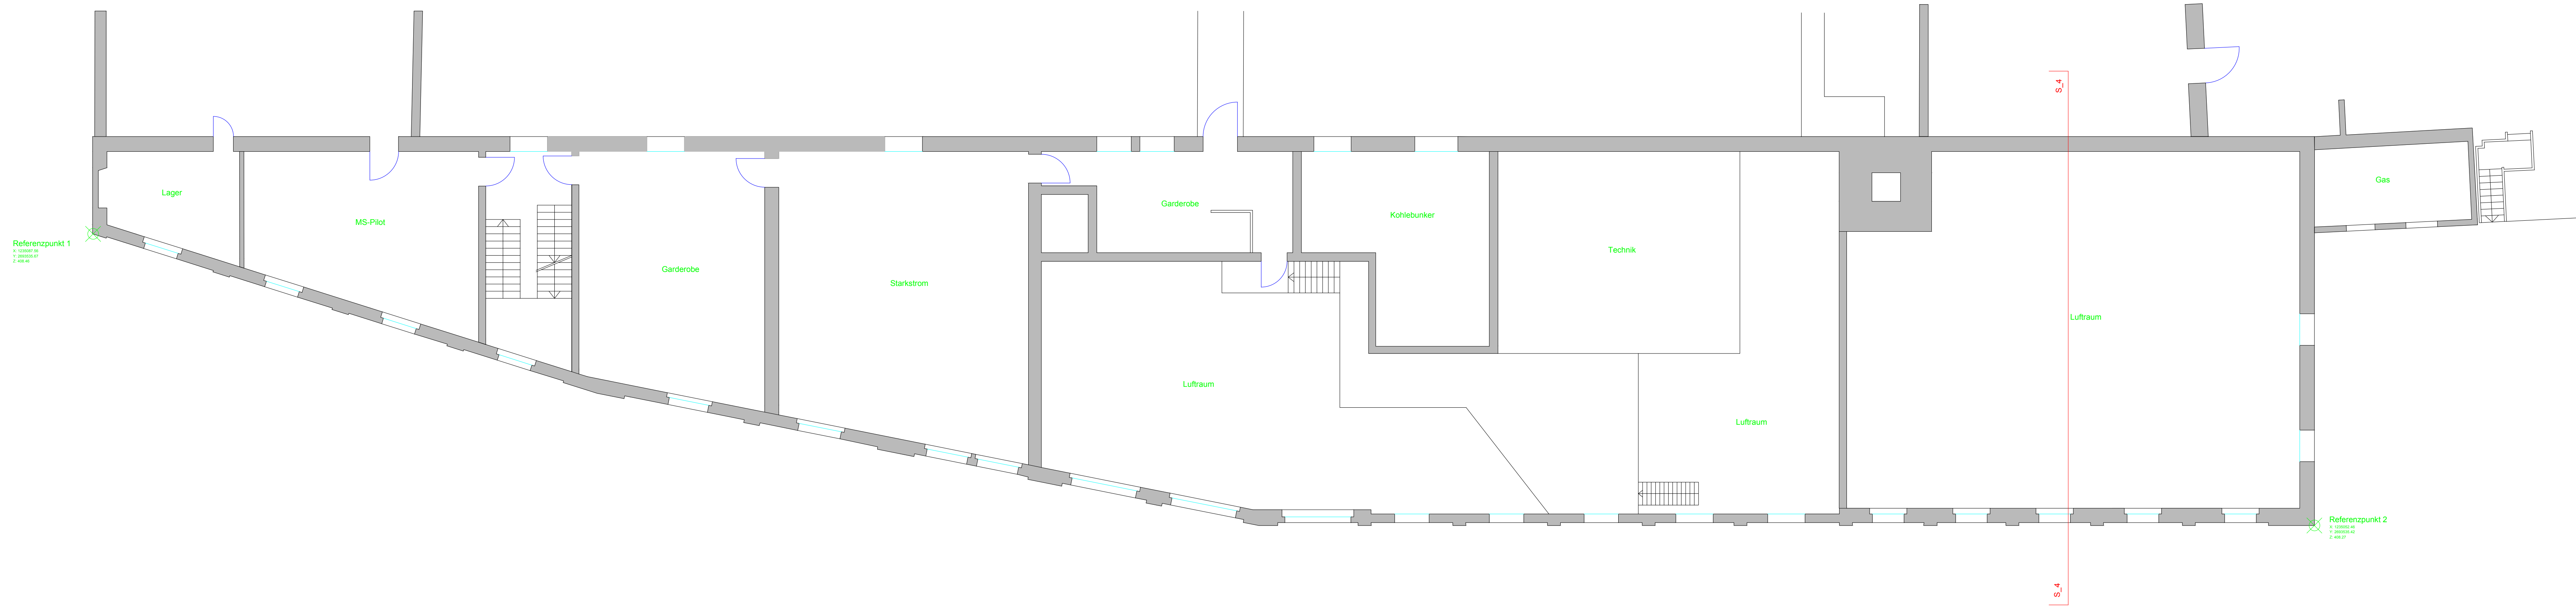 S_4
Lager
Gas
Garderobe
Kohlebunker
MS-Pilot
Referenzpunkt 1
Technik
Garderobe
Starkstrom
Luftraum
Luftraum
Luftraum
Referenzpunkt 2
S_4